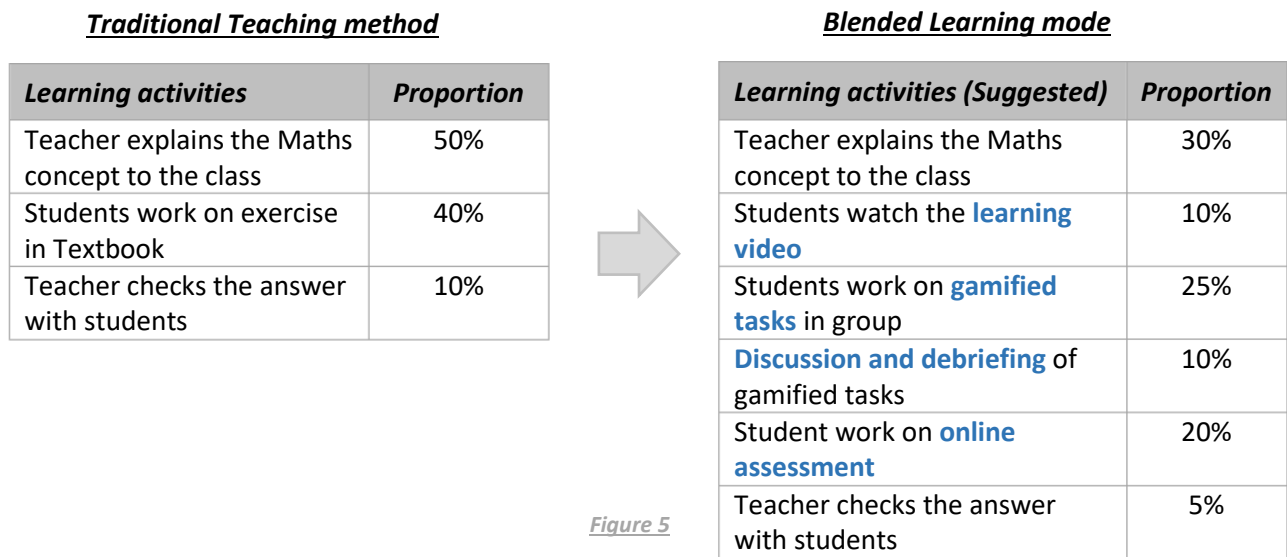 Traditional Teaching method
Learning activities Proportion
Teacher explains the Maths 50%
concept to the class
Students work on exercise 40%
in Textbook
Teacher checks the answer 10%
with students
Blended Learning mode
Learning activities (Suggested) Proportion
Teacher explains the Maths 30%
concept to the class
Students watch the learning 10%
video
Students work on gamified 25%
tasks in group
Discussion and debriefing of 10%
gamified tasks
Student work on online 20%
assessment
Teacher checks the answer 5%
with students
Figure 5